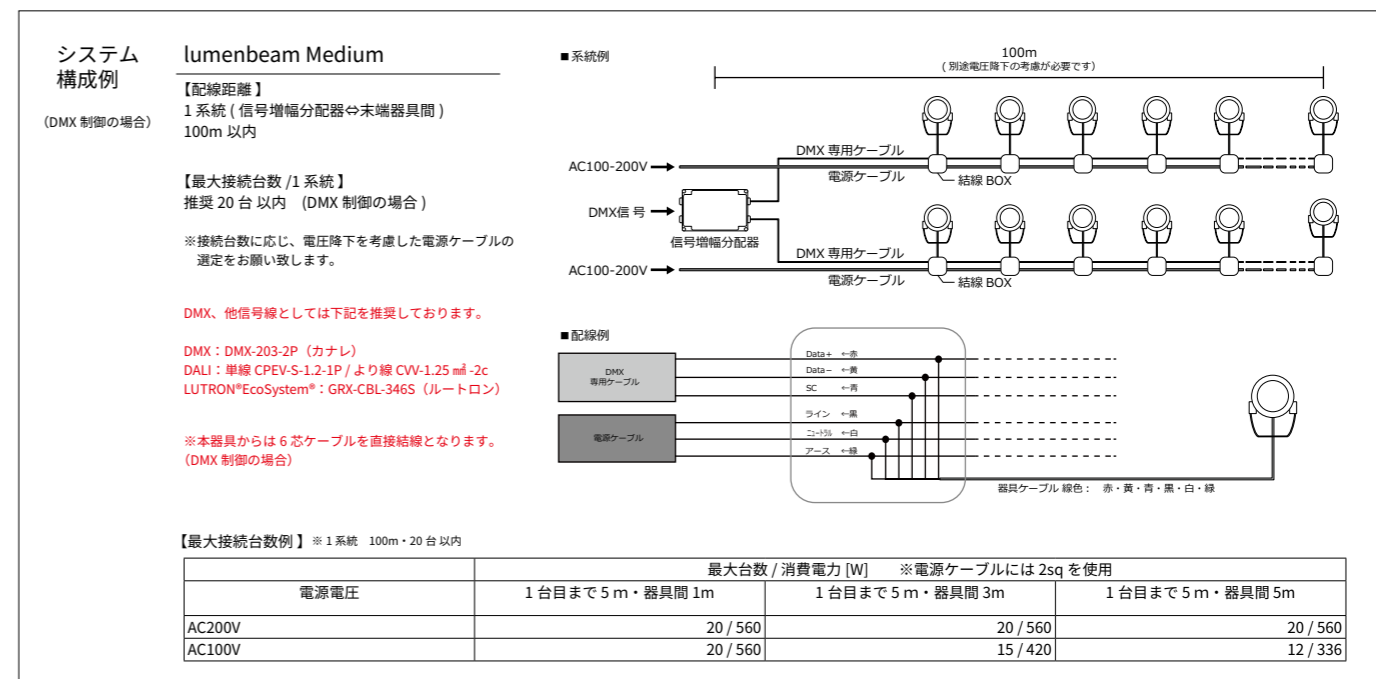 システム
構成例
（DMX 制御の場合）
lumenbeam Medium
【配線距離 】
1 系統 ( 信号増幅分配器⇔末端器具間 )
100m 以内
【最大接続台数 /1 系統 】
推奨 20 台 以内　(DMX 制御の場合 )
※接続台数に応じ、電圧降下を考慮した電源ケーブルの
選定をお願い致します。
DMX、他信号線としては下記を推奨しております。
DMX：DMX-203-2P（カナレ）
DALI：単線 CPEV-S-1.2-1P / より線 CVV-1.25 ㎟ -2c
LUTRON®EcoSystem®：GRX-CBL-346S（ルートロン）
※本器具からは 6 芯ケーブルを直接結線となります。
（DMX 制御の場合）
■系統例
100m
( 別途電圧降下の考慮が必要です)
AC100-200V
DMX 専用ケーブル
電源ケーブル
結線 BOX
DMX信 号
信号増幅分配器
DMX 専用ケーブル
AC100-200V
電源ケーブル
結線 BOX
■配線例
DMX
専用ケーブル
電源ケーブル
Data＋ ←赤
Data－ ←黄
SC ←青
ライン ←黒
ニュートラル ←白
アース ←緑
器具ケーブル 線色： 赤・黄・青・黒・白・緑
【最大接続台数例 】※ 1 系統　100m・20 台 以内
最大台数 / 消費電力 [W]　※電源ケーブルには 2sq を使用
電源電圧 1 台目まで 5 m・器具間 1m 1 台目まで 5 m・器具間 3m 1 台目まで 5 m・器具間 5m
AC200V 20 / 560 20 / 560 20 / 560
AC100V 20 / 560 15 / 420 12 / 336